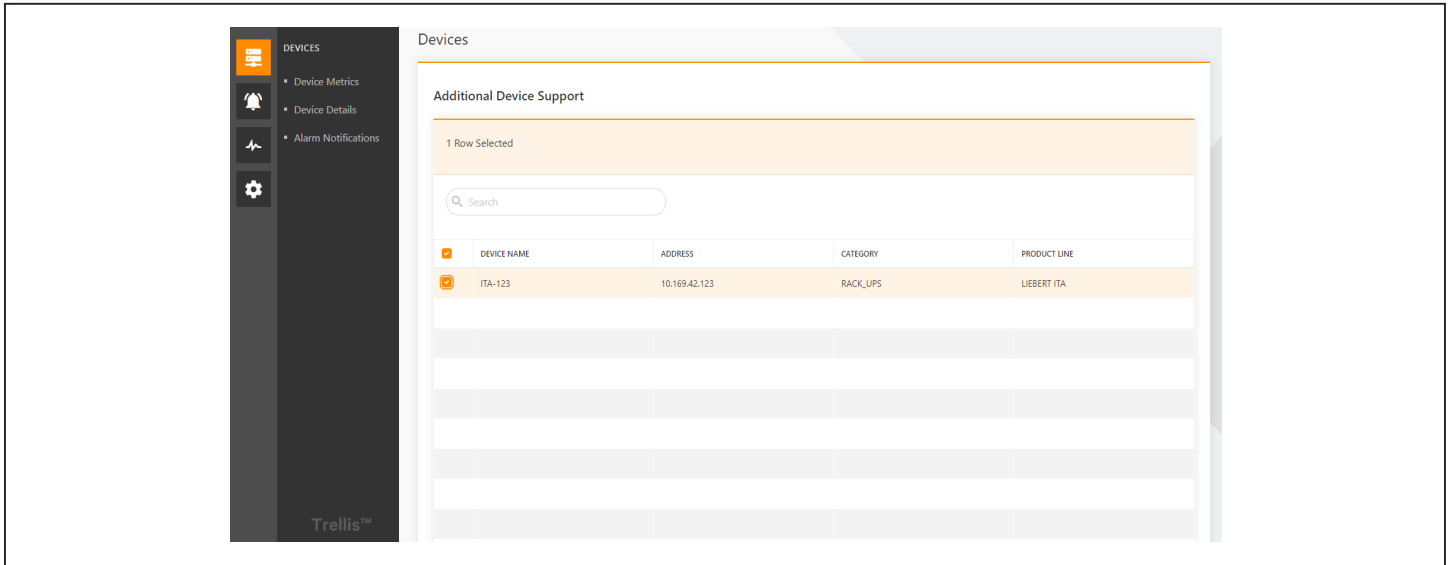 DEVICES
Device Metrics
Device Details
Alarm Notifications
Trellis™
Devices
Additional Device Support
1 Row Selected
Search
DEVICE NAME ADDRESS CATEGORY PRODUCT LINE
ITA-123 10.169.42.123 RACK_UPS LIEBERT ITA